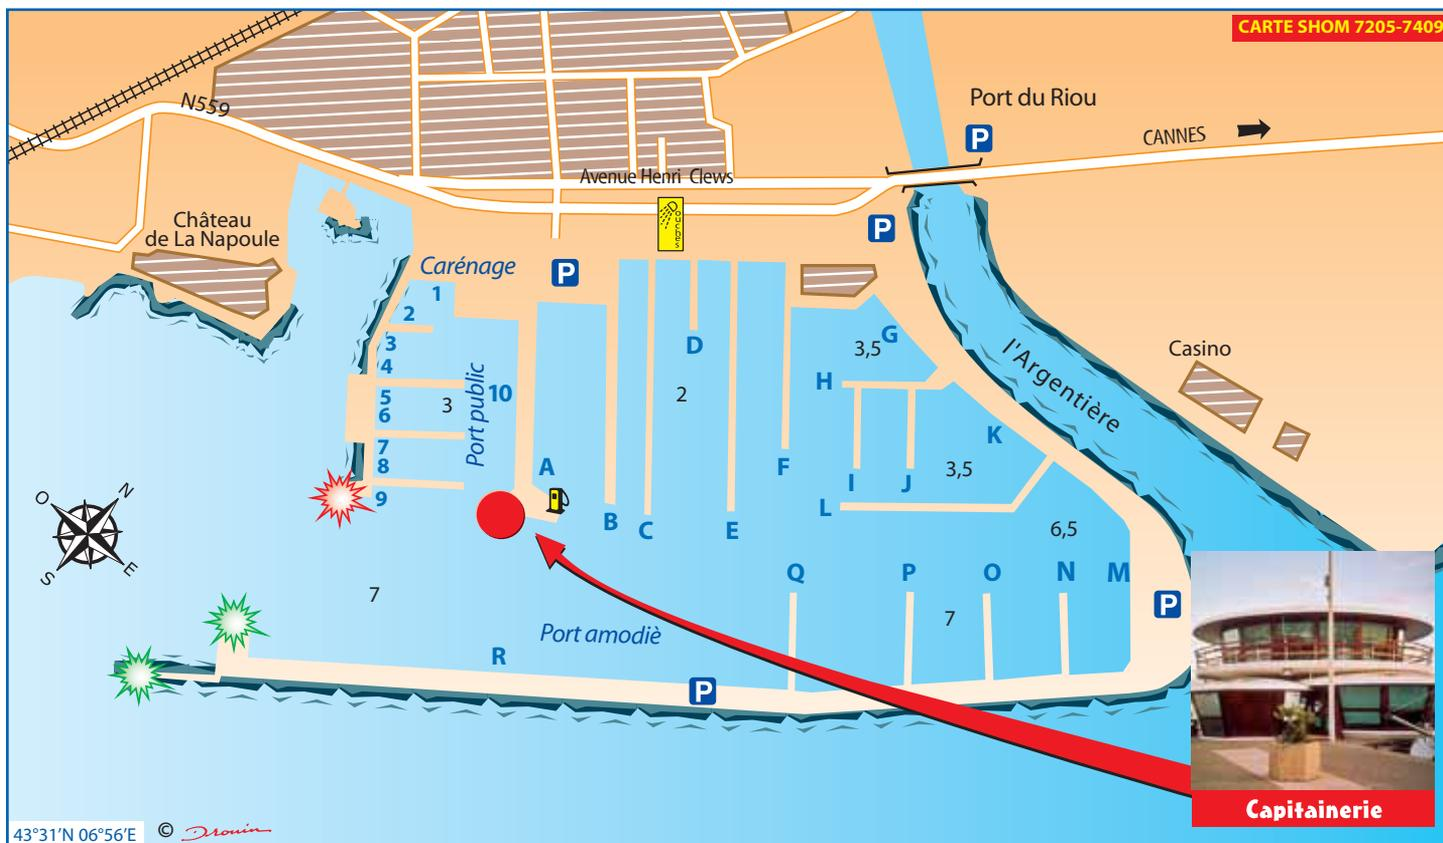 CARTE SHOM 7205-7409
N559
Port du Riou
P
CANNES
Avenue Henri Clews
Douches
Château
de La Napoule
P
Carénage
P
1
2
3
4
5
6
7
8
9
10
3
Port public
A
B
C
D
2
E
F
G
3,5
H
I
J
K
3,5
L
l'Argentière
Casino
6,5
M
N
O
P
Q
7
P
N
O
E
S
7
Port amodiè
R
P
Capitainerie
43°31'N 06°56'E
© Drouin